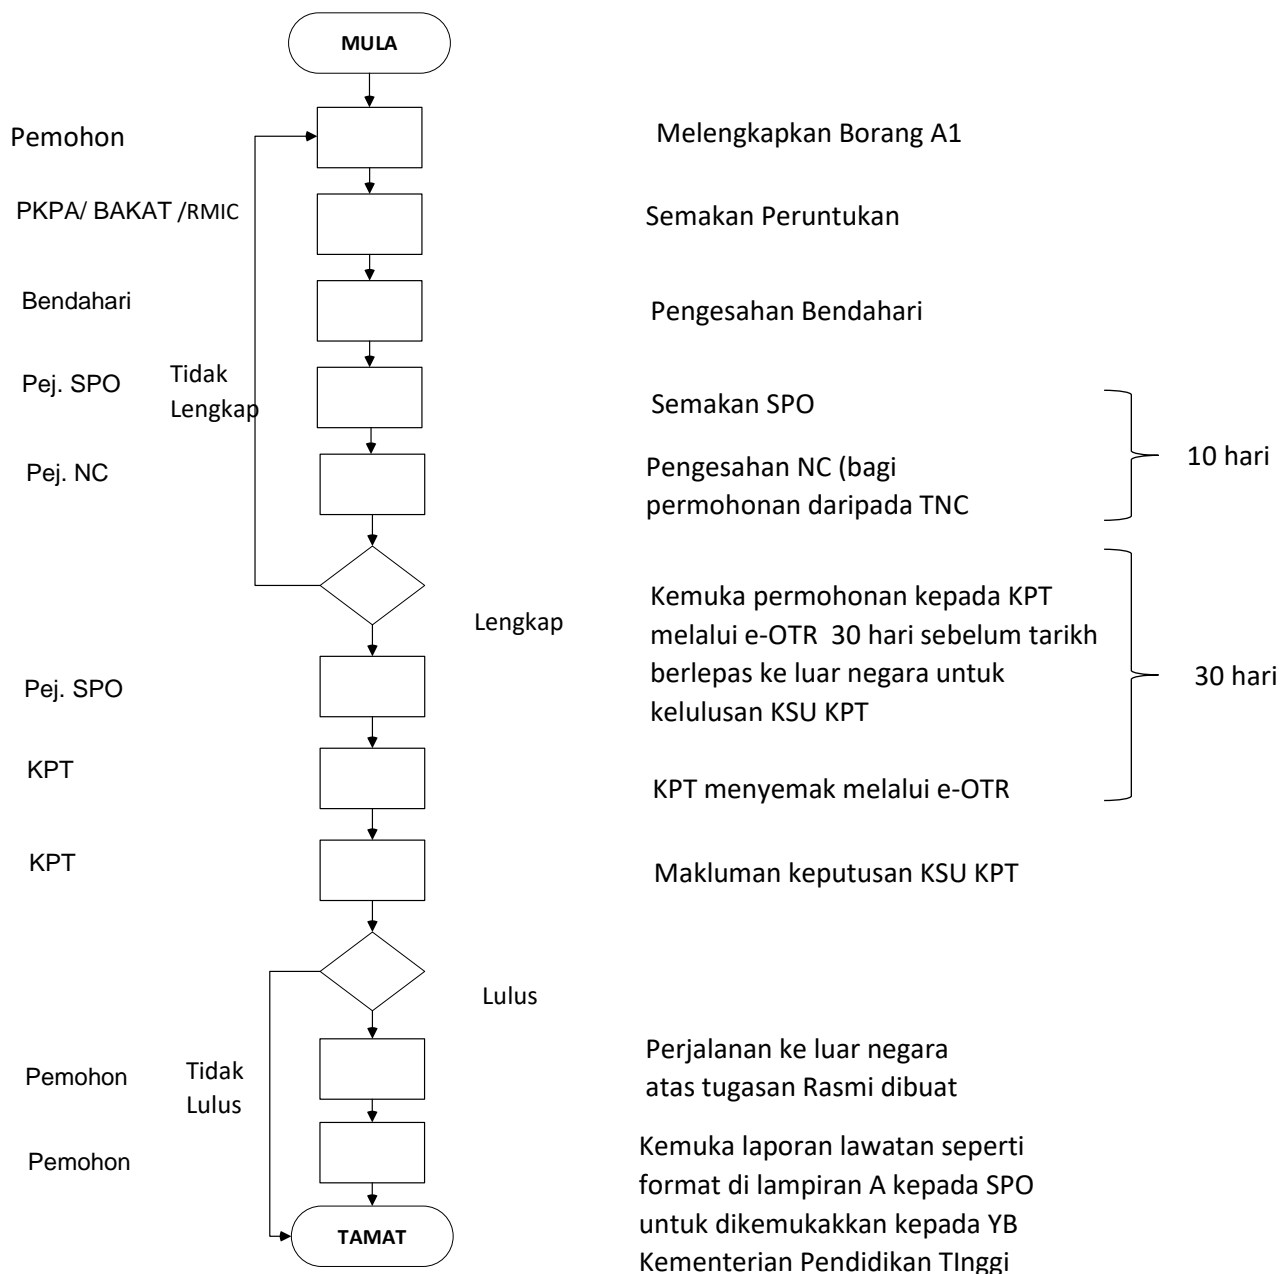 MULA
Pemohon
Melengkapkan Borang A1
PKPA/ BAKAT /RMIC
Semakan Peruntukan
Bendahari
Pengesahan Bendahari
Pej. SPO
Tidak
Lengkap
Semakan SPO
10 hari
Pej. NC
Pengesahan NC (bagi
permohonan daripada TNC
Lengkap
Kemuka permohonan kepada KPT
melalui e-OTR 30 hari sebelum tarikh
berlepas ke luar negara untuk
kelulusan KSU KPT
Pej. SPO
30 hari
KPT
KPT menyemak melalui e-OTR
KPT
Makluman keputusan KSU KPT
Lulus
Pemohon
Tidak
Lulus
Perjalanan ke luar negara
atas tugasan Rasmi dibuat
Pemohon
Kemuka laporan lawatan seperti
format di lampiran A kepada SPO
untuk dikemukakkan kepada YB
Kementerian Pendidikan TInggi
TAMAT